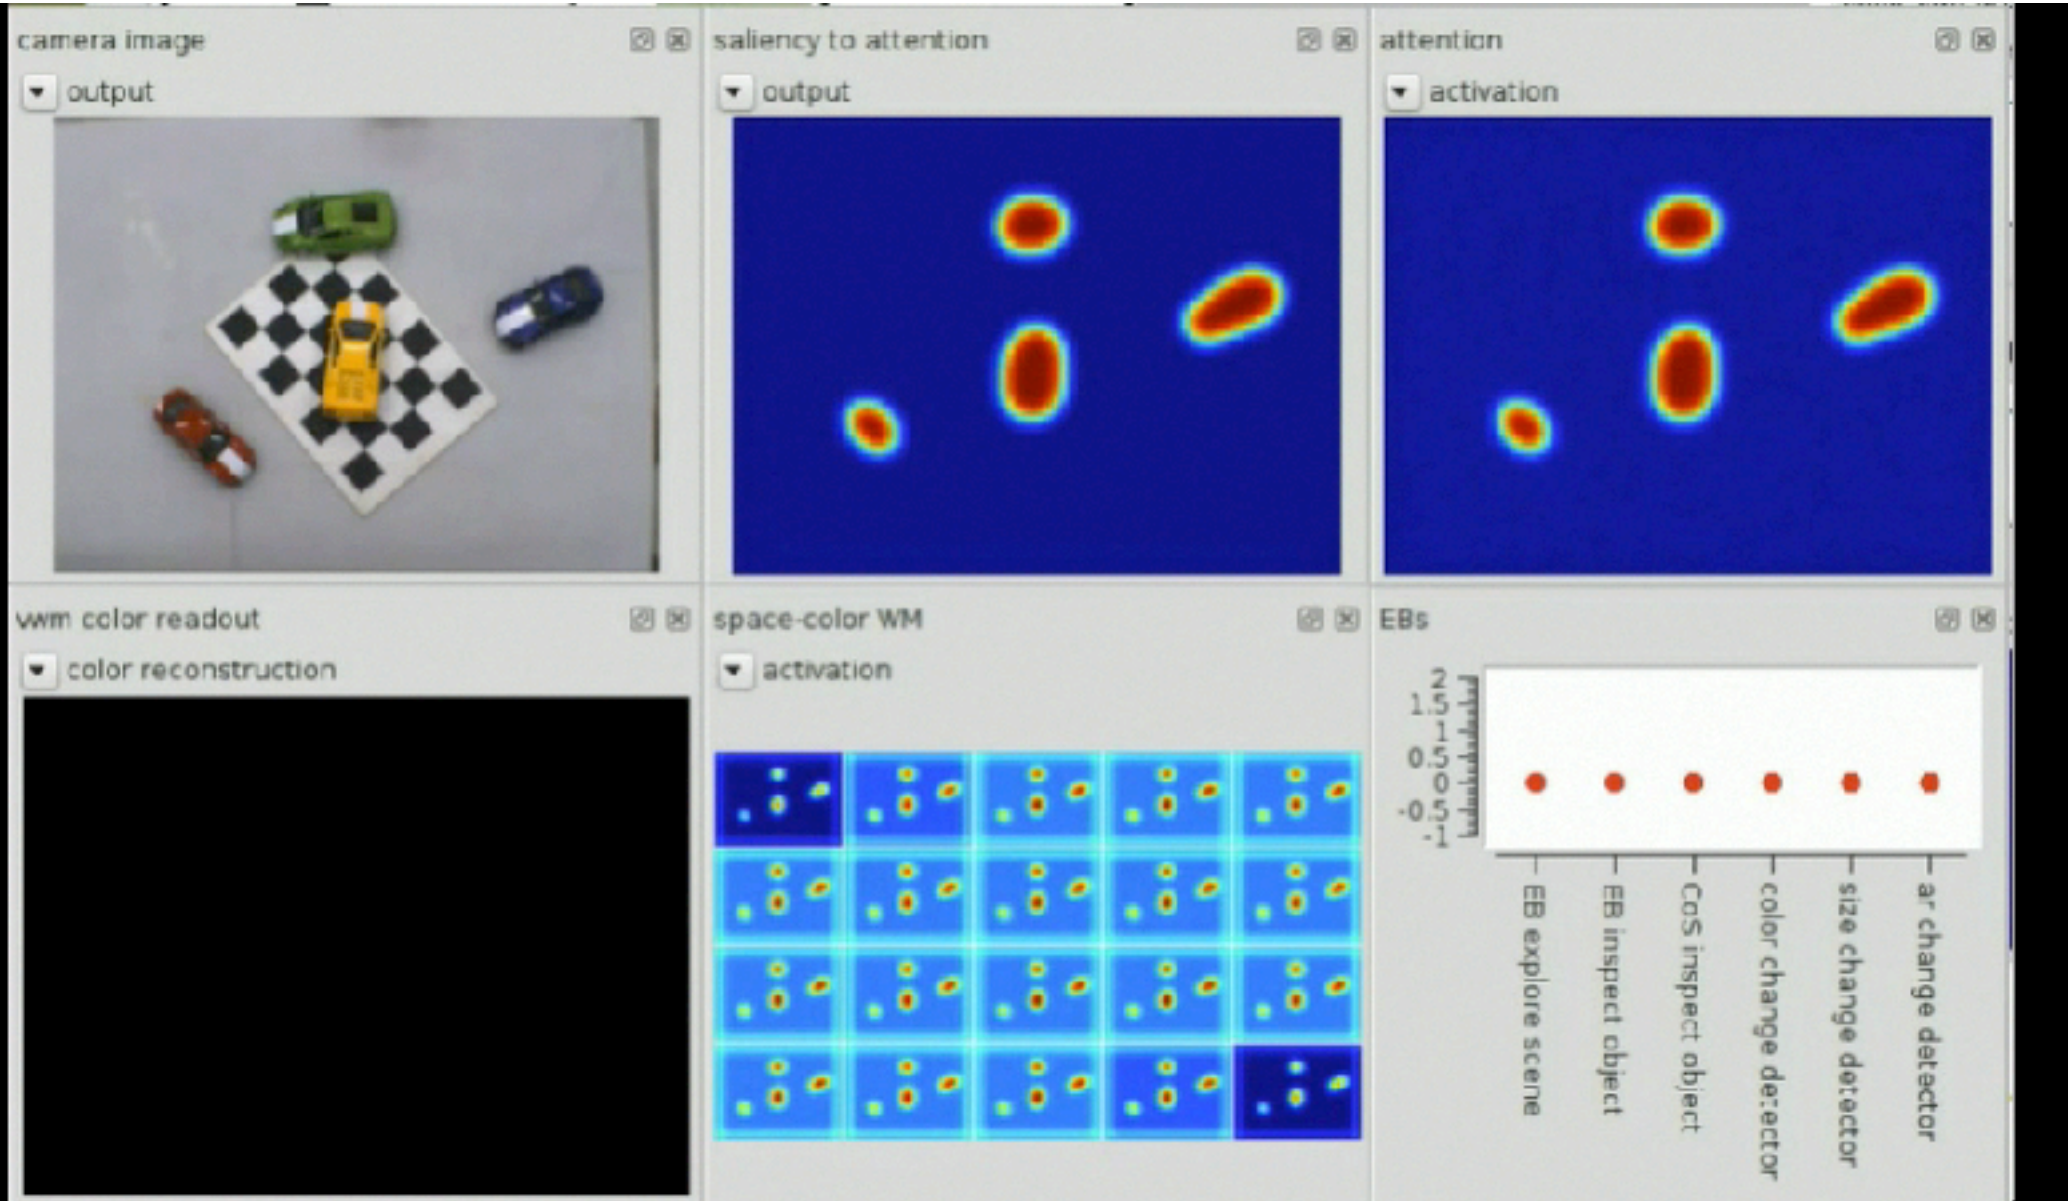 camera image
output
saliency to attention
output
attention
activation
vwm color readout
color reconstruction
space-color WM
activation
EBs
2
1.5
1
0.5
0
-0.5
-1
EB explore scene
EB inspect object
CoS inspect object
color change detector
size change detector
ar change detector